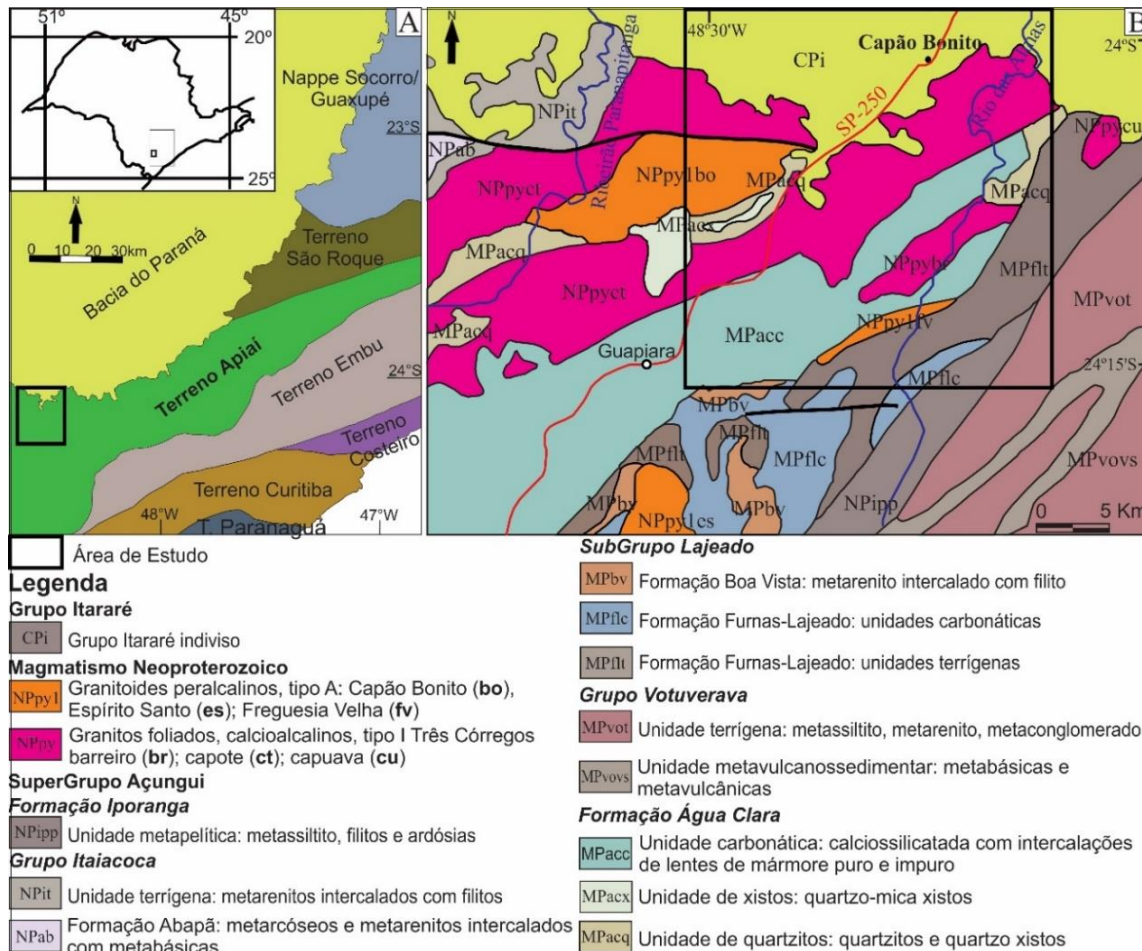 51°
45°
20°
25°
A
Nappe Socorro/
Guaxupé
23°S
N
0 10 20 30km
Bacia do Paraná
Terreno
São Roque
Terreno Apiaí
Terreno Embu
24°S
Terreno
Costeiro
Terreno Curitiba
48°W
T. Paranaguá
47°W
B
N
48°30'W
Capão Bonito
24°S
CPi
NPit
Ribeirão Paranapitanga
SP-250
Rio das Almas
NPab
NPpycu
NPpyct
NPpy1bo
MPacq
MPacq
MPacx
MPacq
NPpybr
MPflt
NPpyct
MPvot
MPacq
MPacc
NPpy1fv
Guapiara
24°15'S
MPflc
MPbv
MPflt
MPflt
MPflc
MPvovs
MPbv
MPbv
NPipp
NPpy1cs
0 5 Km
Área de Estudo
Legenda
Grupo Itararé
CPi Grupo Itararé indiviso
Magmatismo Neoproterozoico
NPpy1 Granitoides peralcalinos, tipo A: Capão Bonito (bo),
Espírito Santo (es); Freguesia Velha (fv)
NPpy Granitos foliados, calcioalcalinos, tipo I Três Córregos
barreiro (br); capote (ct); capuava (cu)
SuperGrupo Açungui
Formação Iporanga
NPipp Unidade metapelítica: metassiltito, filitos e ardósias
Grupo Itaiacoca
NPit Unidade terrígena: metarenitos intercalados com filitos
NPab Formação Abapã: metarcóseos e metarenitos intercalados
com metabásicas
SubGrupo Lajeado
MPbv Formação Boa Vista: metarenito intercalado com filito
MPflc Formação Furnas-Lajeado: unidades carbonáticas
MPflt Formação Furnas-Lajeado: unidades terrígenas
Grupo Votuverava
MPvot Unidade terrígena: metassiltito, metarenito, metaconglomerado
MPvovs Unidade metavulcanossedimentar: metabásicas e
metavulcânicas
Formação Água Clara
MPacc Unidade carbonática: calciossilicatada com intercalações
de lentes de mármore puro e impuro
MPacx Unidade de xistos: quartzo-mica xistos
MPacq Unidade de quartzitos: quartzitos e quartzo xistos